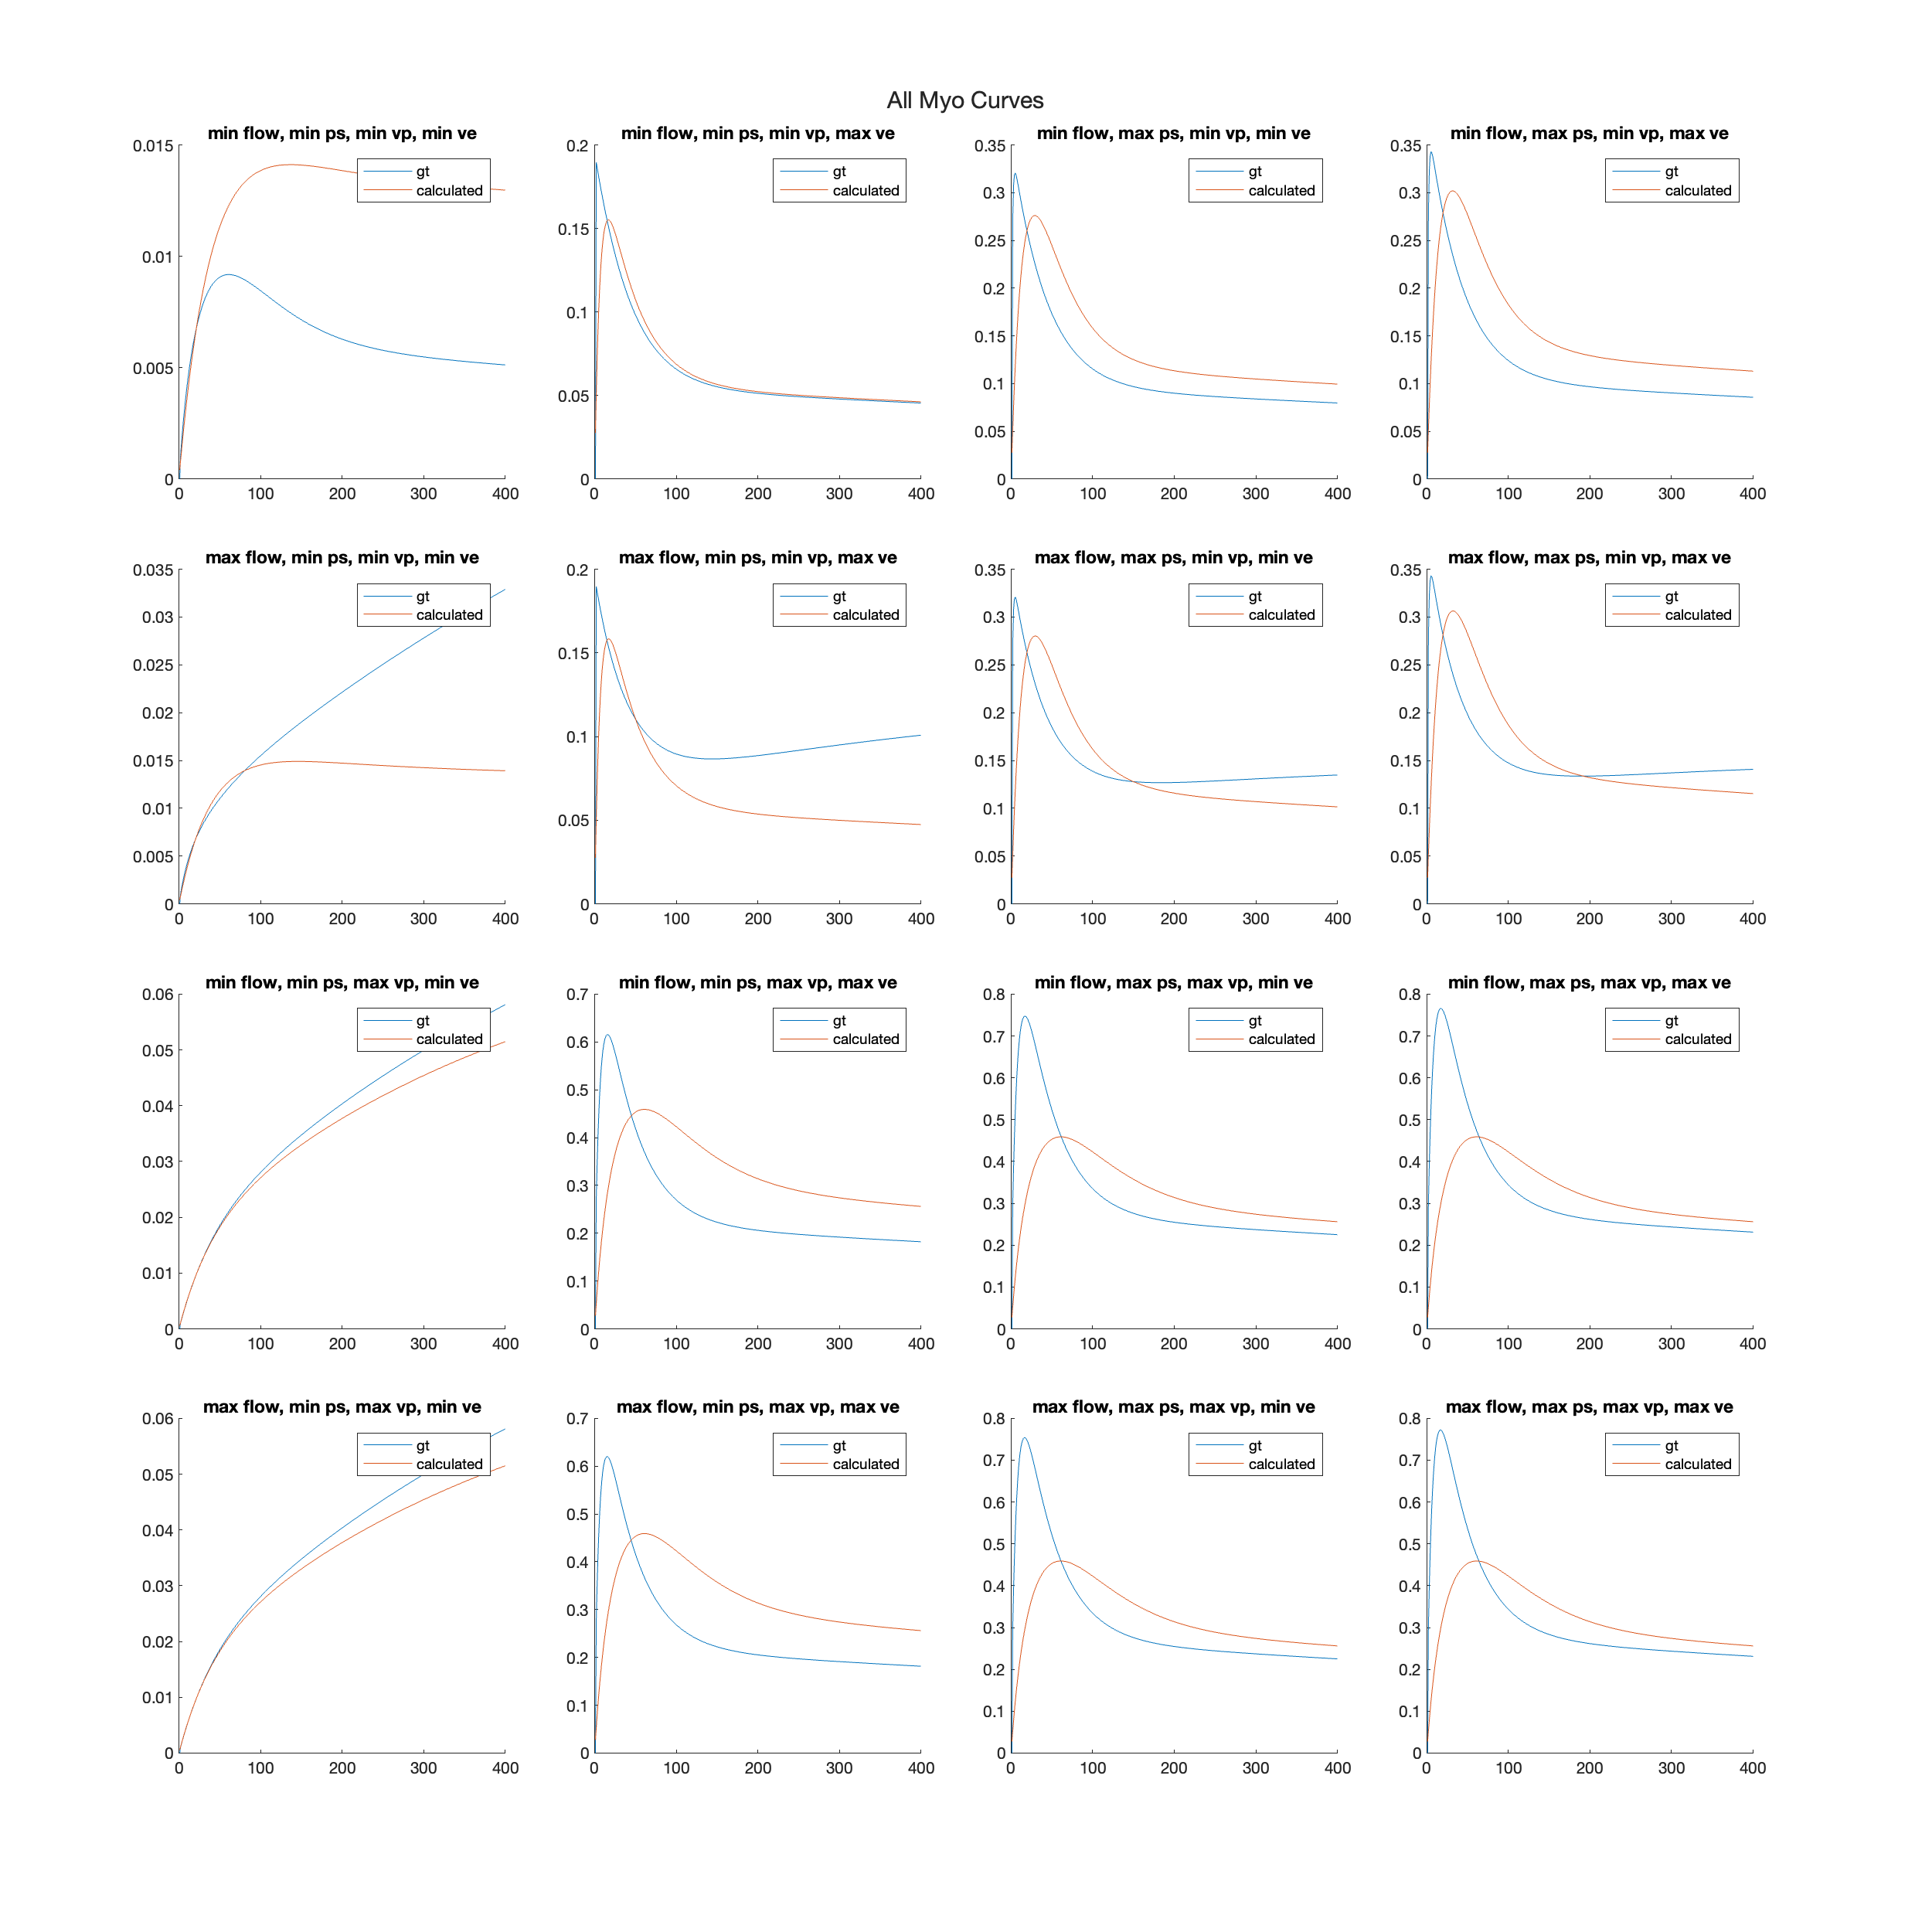 All Myo Curves
min flow, min ps, min vp, min ve
0.015
0.01
0.005
0
0 100 200 300 400
gt
calculated
min flow, min ps, min vp, max ve
0.2
0.15
0.1
0.05
0
0 100 200 300 400
gt
calculated
min flow, max ps, min vp, min ve
0.35
0.3
0.25
0.2
0.15
0.1
0.05
0
0 100 200 300 400
gt
calculated
min flow, max ps, min vp, max ve
0.35
0.3
0.25
0.2
0.15
0.1
0.05
0
0 100 200 300 400
gt
calculated
max flow, min ps, min vp, min ve
0.035
0.03
0.025
0.02
0.015
0.01
0.005
0
0 100 200 300 400
gt
calculated
max flow, min ps, min vp, max ve
0.2
0.15
0.1
0.05
0
0 100 200 300 400
gt
calculated
max flow, max ps, min vp, min ve
0.35
0.3
0.25
0.2
0.15
0.1
0.05
0
0 100 200 300 400
gt
calculated
max flow, max ps, min vp, max ve
0.35
0.3
0.25
0.2
0.15
0.1
0.05
0
0 100 200 300 400
gt
calculated
min flow, min ps, max vp, min ve
0.06
0.05
0.04
0.03
0.02
0.01
0
0 100 200 300 400
gt
calculated
min flow, min ps, max vp, max ve
0.7
0.6
0.5
0.4
0.3
0.2
0.1
0
0 100 200 300 400
gt
calculated
min flow, max ps, max vp, min ve
0.8
0.7
0.6
0.5
0.4
0.3
0.2
0.1
0
0 100 200 300 400
gt
calculated
min flow, max ps, max vp, max ve
0.8
0.7
0.6
0.5
0.4
0.3
0.2
0.1
0
0 100 200 300 400
gt
calculated
max flow, min ps, max vp, min ve
0.06
0.05
0.04
0.03
0.02
0.01
0
0 100 200 300 400
gt
calculated
max flow, min ps, max vp, max ve
0.7
0.6
0.5
0.4
0.3
0.2
0.1
0
0 100 200 300 400
gt
calculated
max flow, max ps, max vp, min ve
0.8
0.7
0.6
0.5
0.4
0.3
0.2
0.1
0
0 100 200 300 400
gt
calculated
max flow, max ps, max vp, max ve
0.8
0.7
0.6
0.5
0.4
0.3
0.2
0.1
0
0 100 200 300 400
gt
calculated